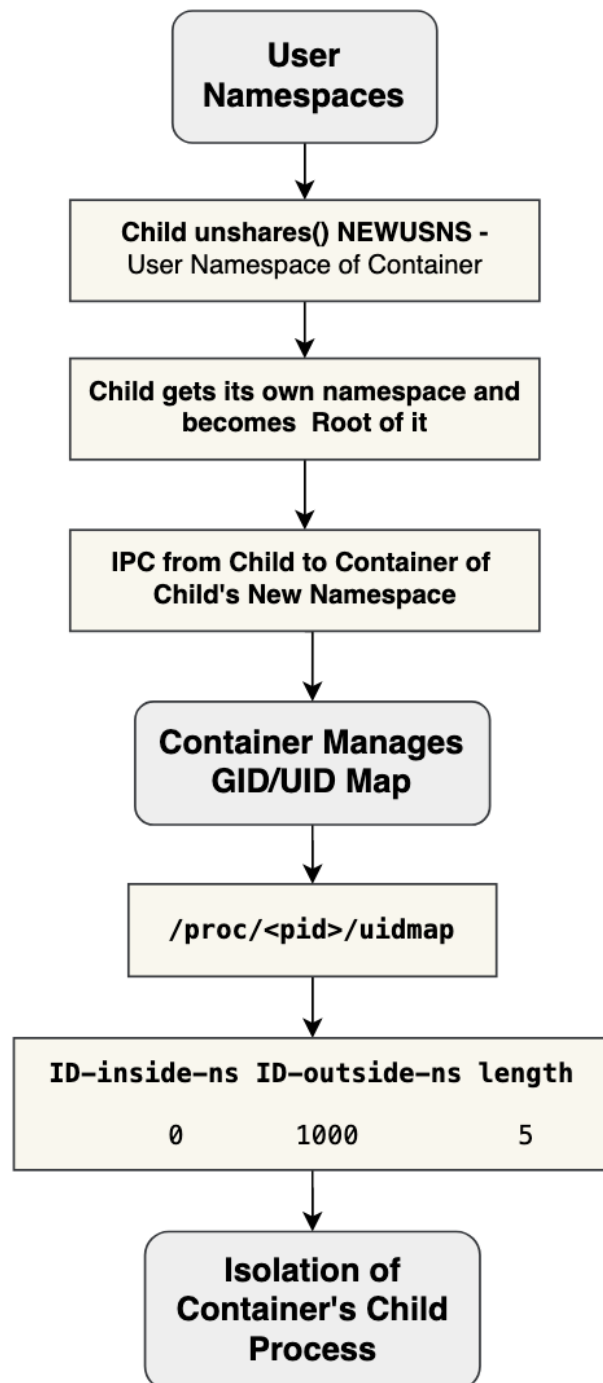 User
Namespaces
Child unshares() NEWUSNS -
User Namespace of Container
Child gets its own namespace and
becomes Root of it
IPC from Child to Container of
Child's New Namespace
Container Manages
GID/UID Map
/proc/<pid>/uidmap
ID-inside-ns ID-outside-ns length
0 1000 5
Isolation of
Container's Child
Process